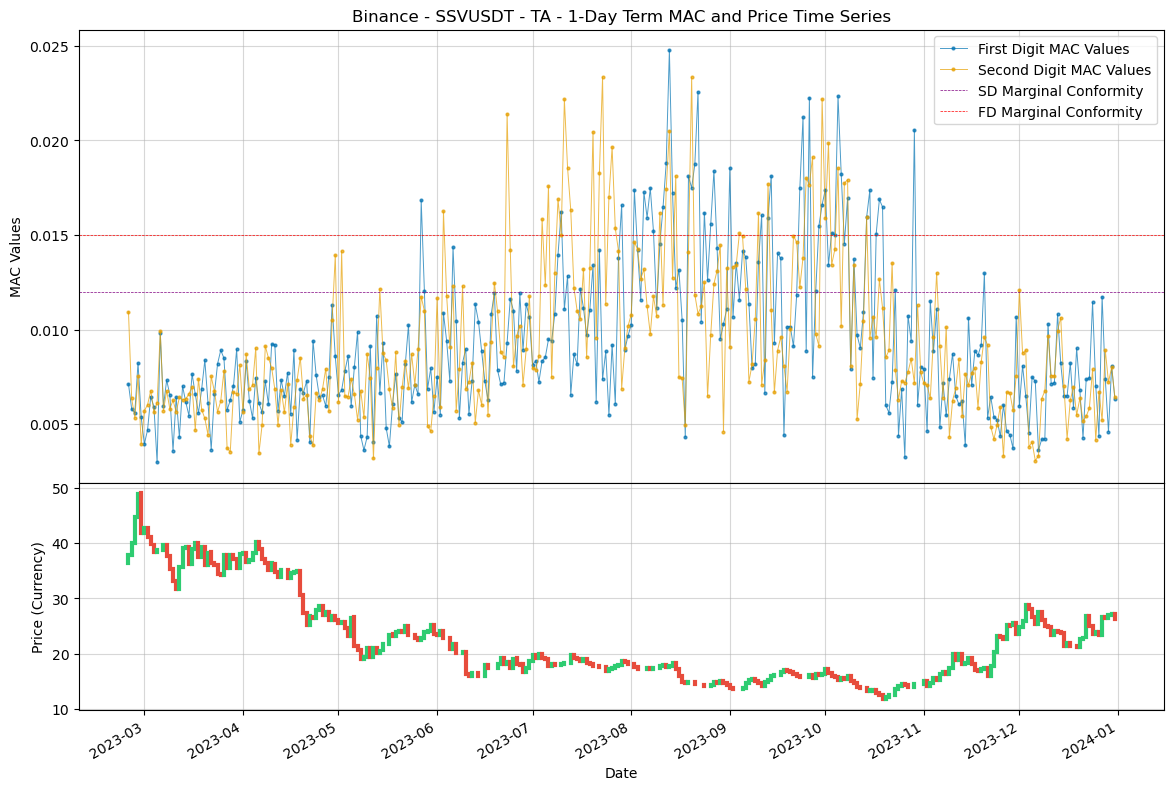 Binance - SSVUSDT - TA - 1-Day Term MAC and Price Time Series
First Digit MAC Values
Second Digit MAC Values
SD Marginal Conformity
FD Marginal Conformity
MAC Values
0.025
0.020
0.015
0.010
0.005
Price (Currency)
50
40
30
20
10
2023-03
2023-04
2023-05
2023-06
2023-07
2023-08
2023-09
2023-10
2023-11
2023-12
2024-01
Date